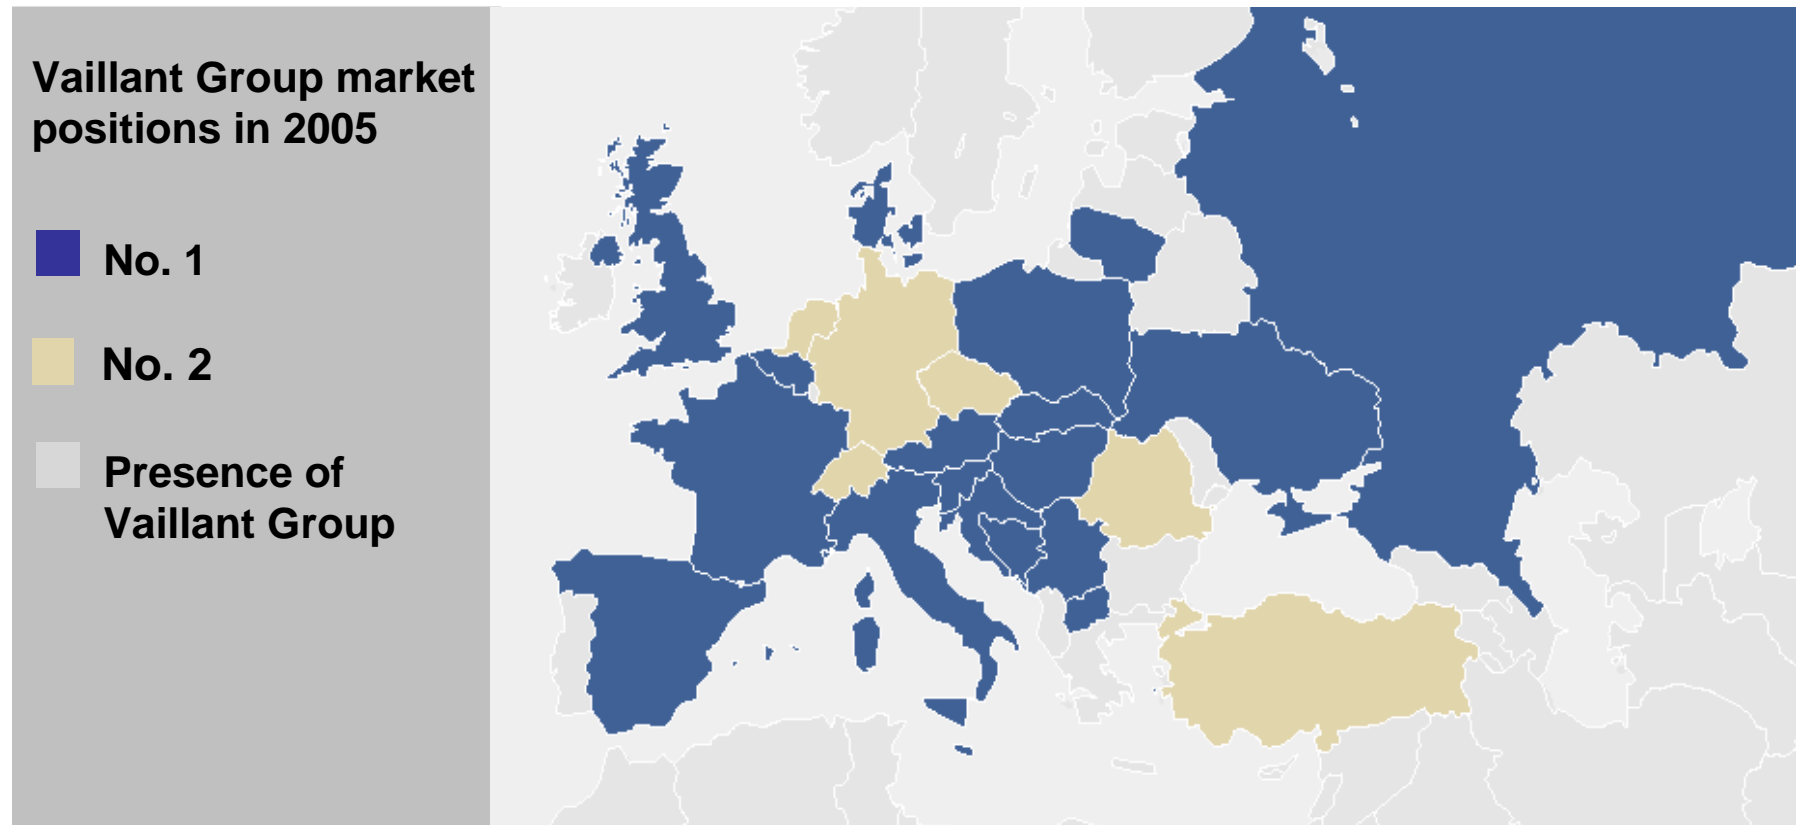 Vaillant Group market
positions in 2005
No. 1
No. 2
Presence of
Vaillant Group